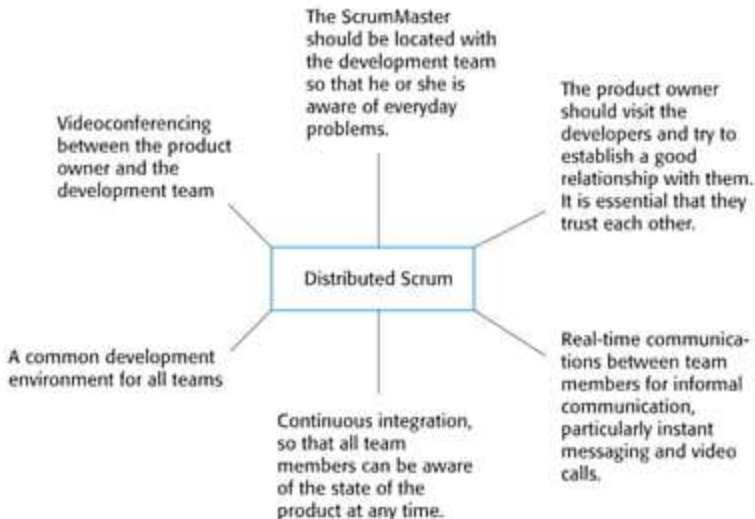 The ScrumMaster
should be located with
the development team
so that he or she is
aware of everyday
problems.
Videoconferencing
between the product
owner and the
development team
The product owner
should visit the
developers and try to
establish a good
relationship with them.
It is essential that they
trust each other.
Distributed Scrum
A common development
environment for all teams
Continuous integration,
so that all team
members can be aware
of the state of the
product at any time.
Real-time communica-
tions between team
members for informal
communication,
particularly instant
messaging and video
calls.